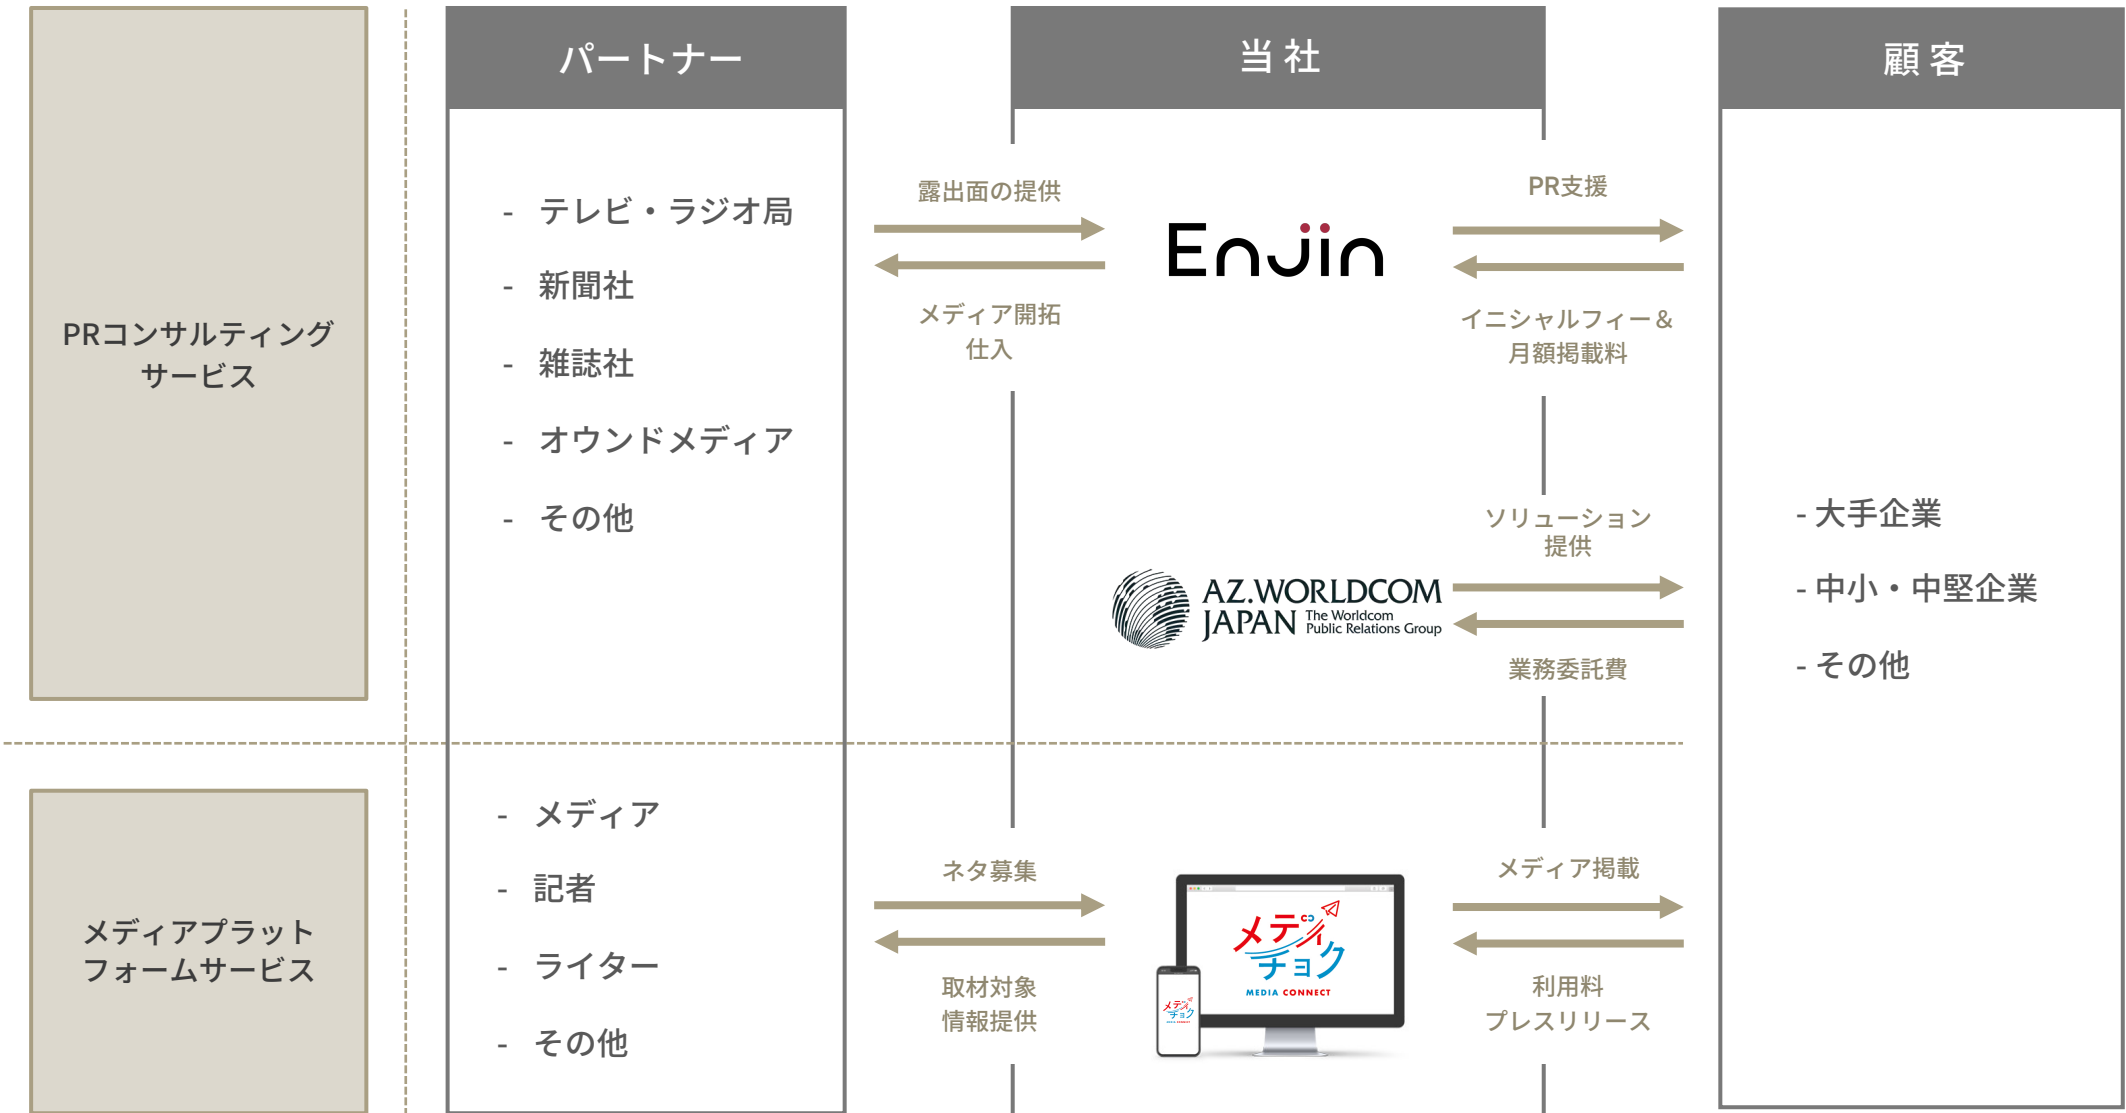 パートナー
当社
顧客
PRコンサルティング
サービス
- テレビ・ラジオ局
- 新聞社
- 雑誌社
- オウンドメディア
- その他
露出面の提供
メディア開拓
仕入
Enjin
PR支援
イニシャルフィー＆
月額掲載料
ソリューション
提供
AZ.WORLDCOM
JAPAN The Worldcom
Public Relations Group
業務委託費
- 大手企業
- 中小・中堅企業
- その他
メディアプラット
フォームサービス
- メディア
- 記者
- ライター
- その他
ネタ募集
取材対象
情報提供
メディ
チョク
MEDIA CONNECT
メディ
チョク
MEDIA CONNECT
メディア掲載
利用料
プレスリリース